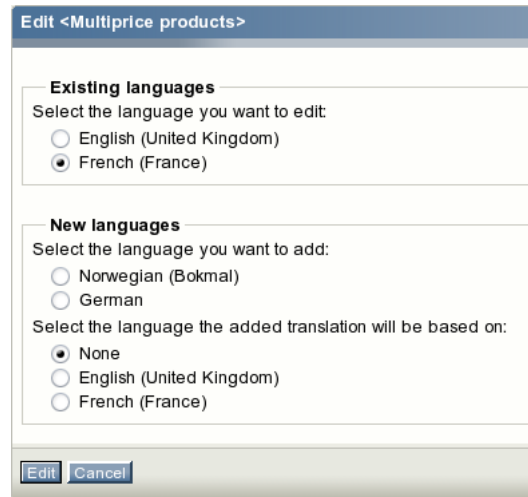 Edit <Multiprice products>
Existing languages
Select the language you want to edit:
English (United Kingdom)
French (France)
New languages
Select the language you want to add:
Norwegian (Bokmal)
German
Select the language the added translation will be based on:
None
English (United Kingdom)
French (France)
Edit Cancel